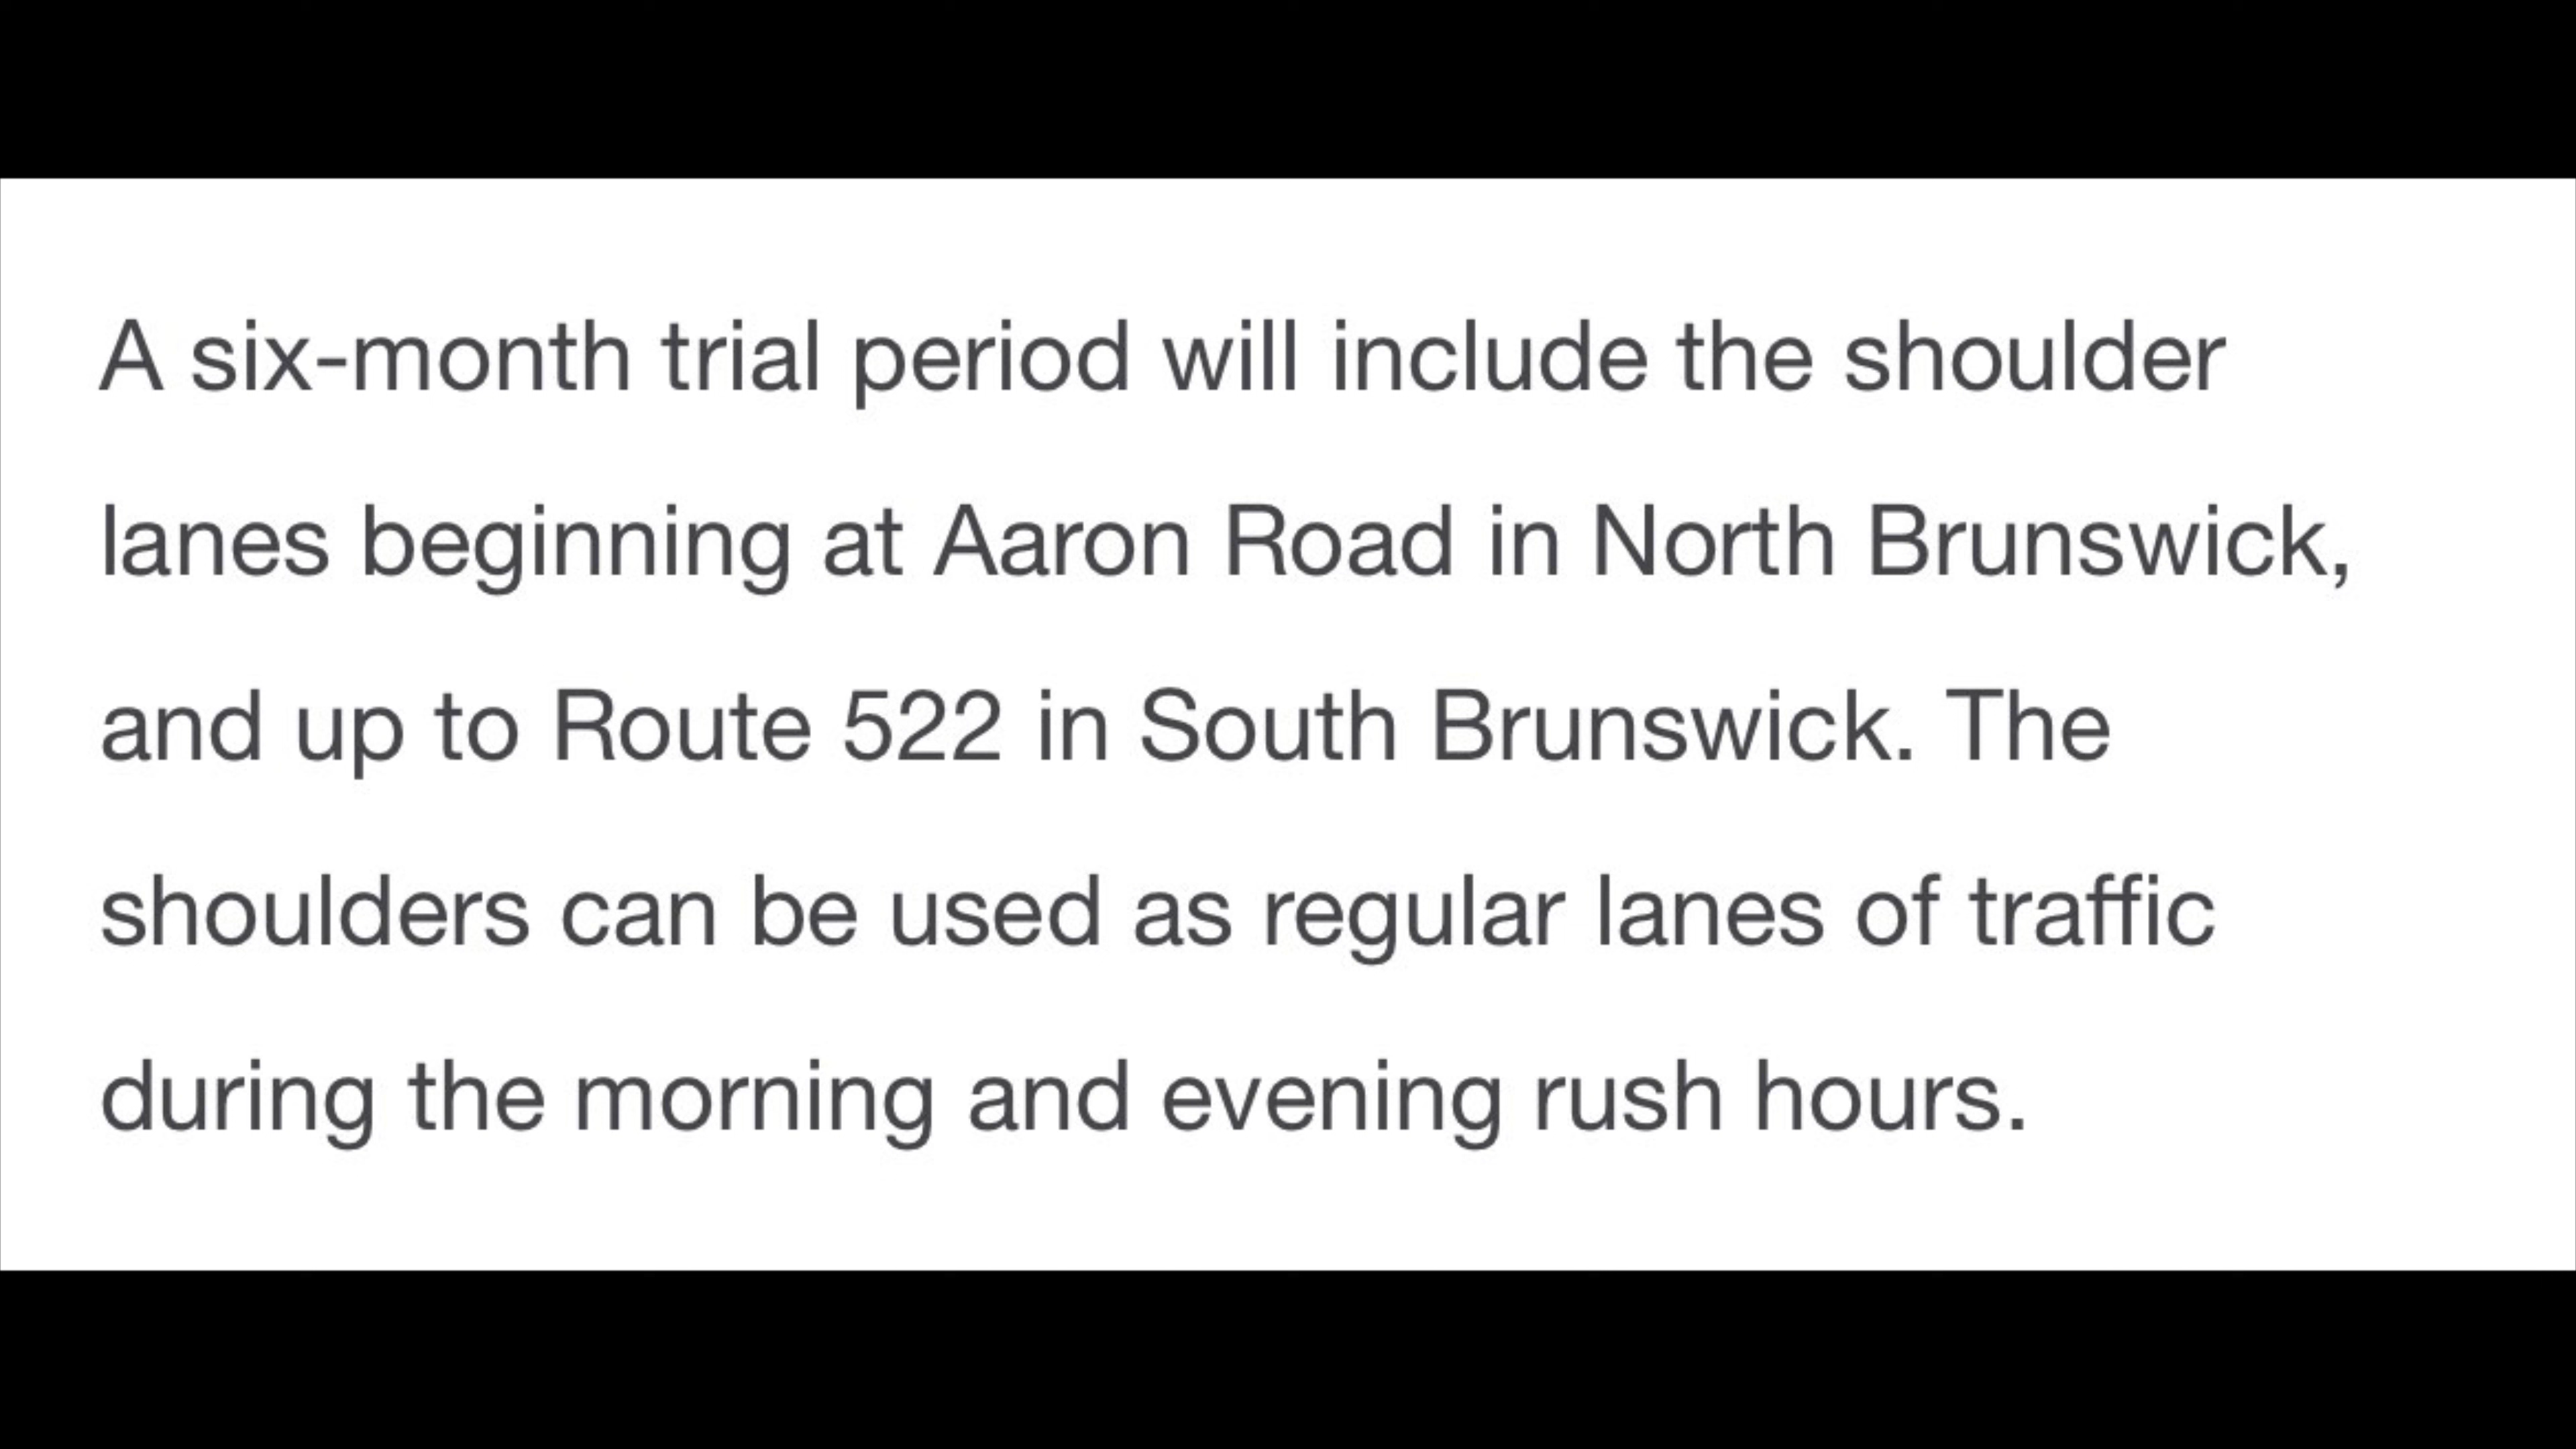 A six-month trial period will include the shoulder
lanes beginning at Aaron Road in North Brunswick,
and up to Route 522 in South Brunswick. The
shoulders can be used as regular lanes of traffic
during the morning and evening rush hours.